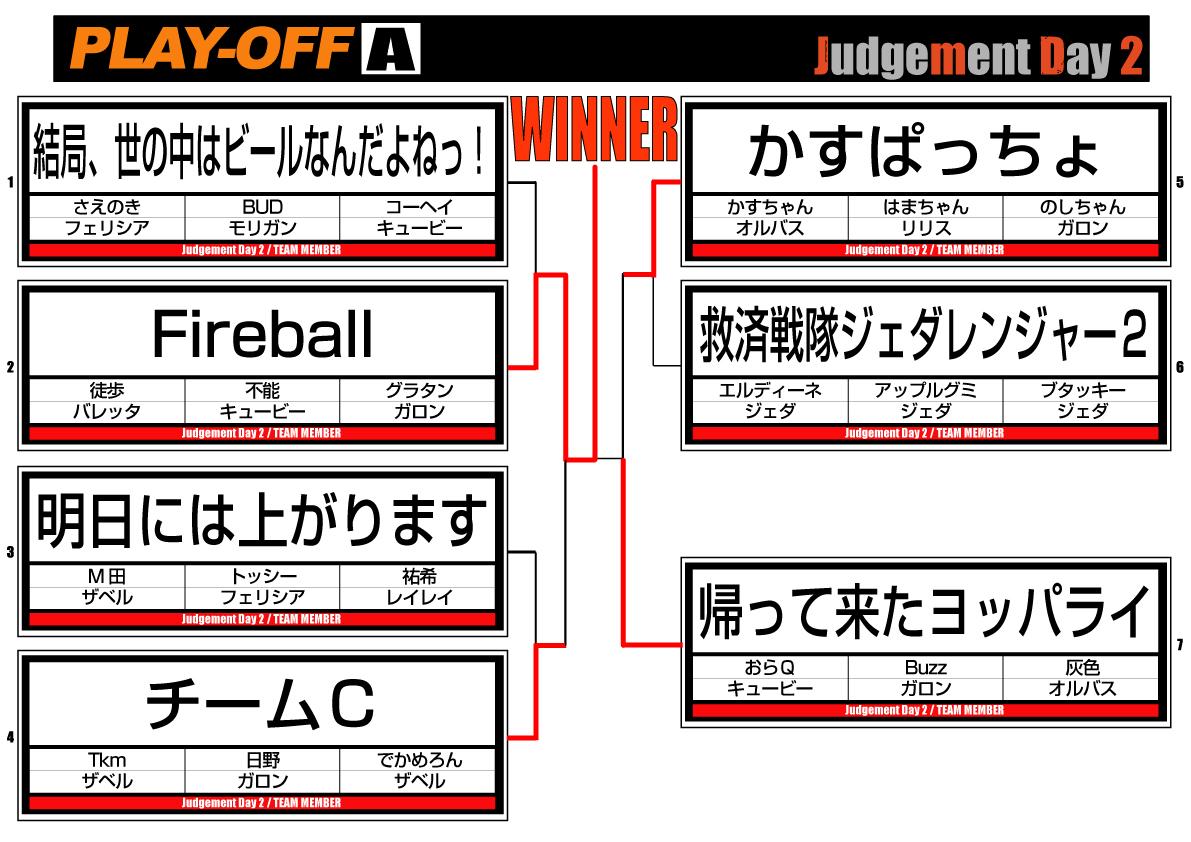 PLAY-OFF A
Judgement Day 2
WINNER
1
結局、世の中はビールなんだよねっ!
さえのき BUD コーヘイ
フェリシア モリガン キュービー
Judgement Day 2 / TEAM MEMBER
2
Fireball
徒歩 不能 グラタン
バレッタ キュービー ガロン
Judgement Day 2 / TEAM MEMBER
3
明日には上がります
M田 トッシー 祐希
ザベル フェリシア レイレイ
Judgement Day 2 / TEAM MEMBER
4
チームC
Tkm 日野 でかめろん
ザベル ガロン ザベル
Judgement Day 2 / TEAM MEMBER
5
かすぱっちょ
かすちゃん はまちゃん のしちゃん
オルバス リリス ガロン
Judgement Day 2 / TEAM MEMBER
6
救済戦隊ジェダレンジャー2
エルディーネ アップルグミ ブタッキー
ジェダ ジェダ ジェダ
Judgement Day 2 / TEAM MEMBER
7
帰って来たヨッパライ
おらQ Buzz 灰色
キュービー ガロン オルバス
Judgement Day 2 / TEAM MEMBER